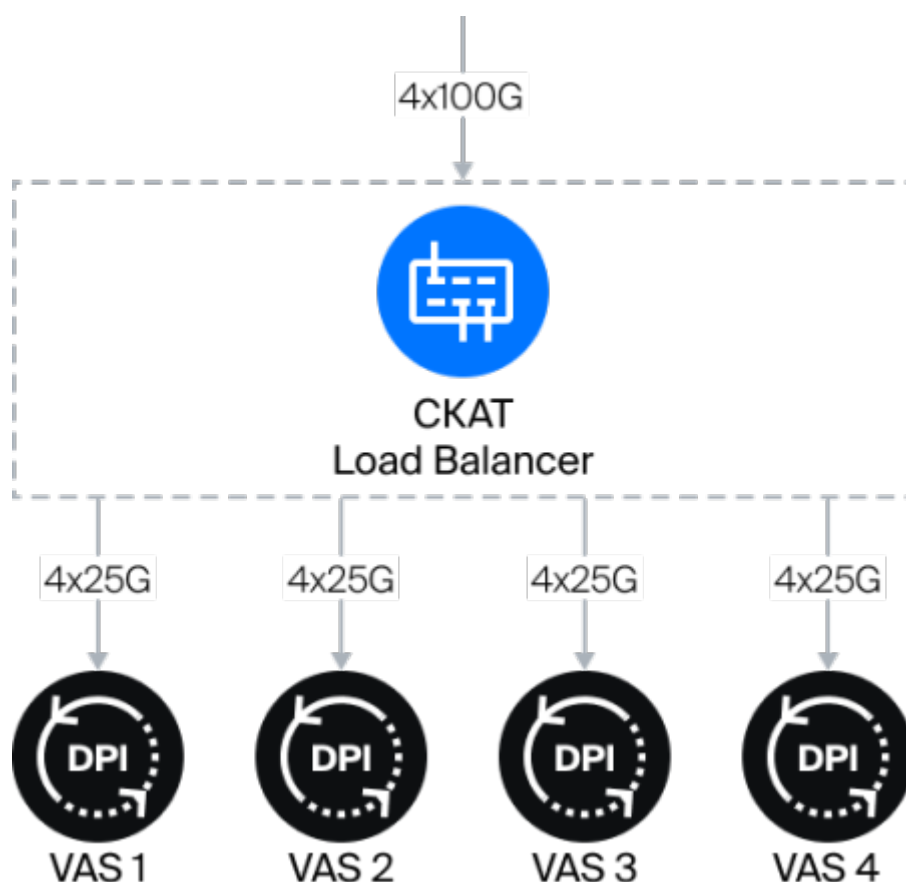 4x100G
CKAT
Load Balancer
4x25G
4x25G
4x25G
4x25G
DPI
DPI
DPI
DPI
VAS 1
VAS 2
VAS 3
VAS 4